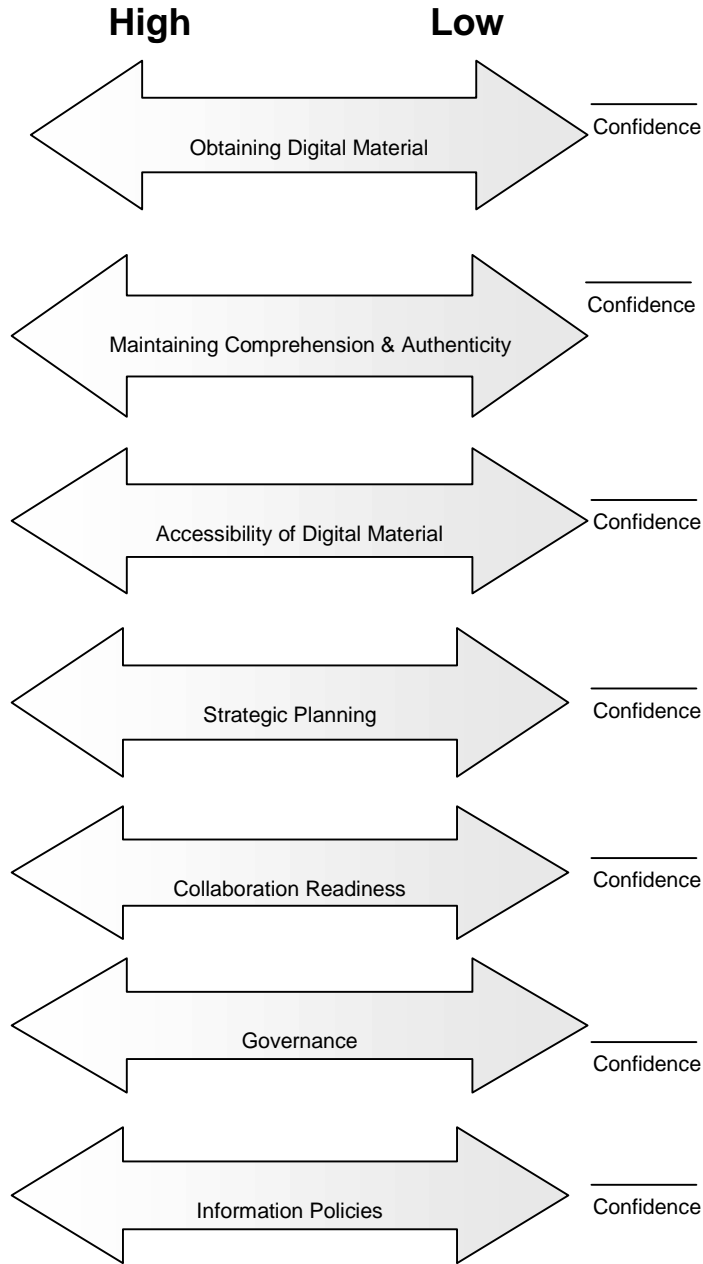 High Low
Obtaining Digital Material
Confidence
Maintaining Comprehension & Authenticity
Confidence
Accessibility of Digital Material
Confidence
Strategic Planning
Confidence
Collaboration Readiness
Confidence
Governance
Confidence
Information Policies
Confidence